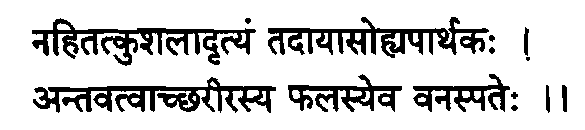 नहितत्कुशलादृत्यं तदायासोह्यपार्थकः ।
अन्तवत्वाच्छरीरस्य फलस्येव वनस्पतेः ।।